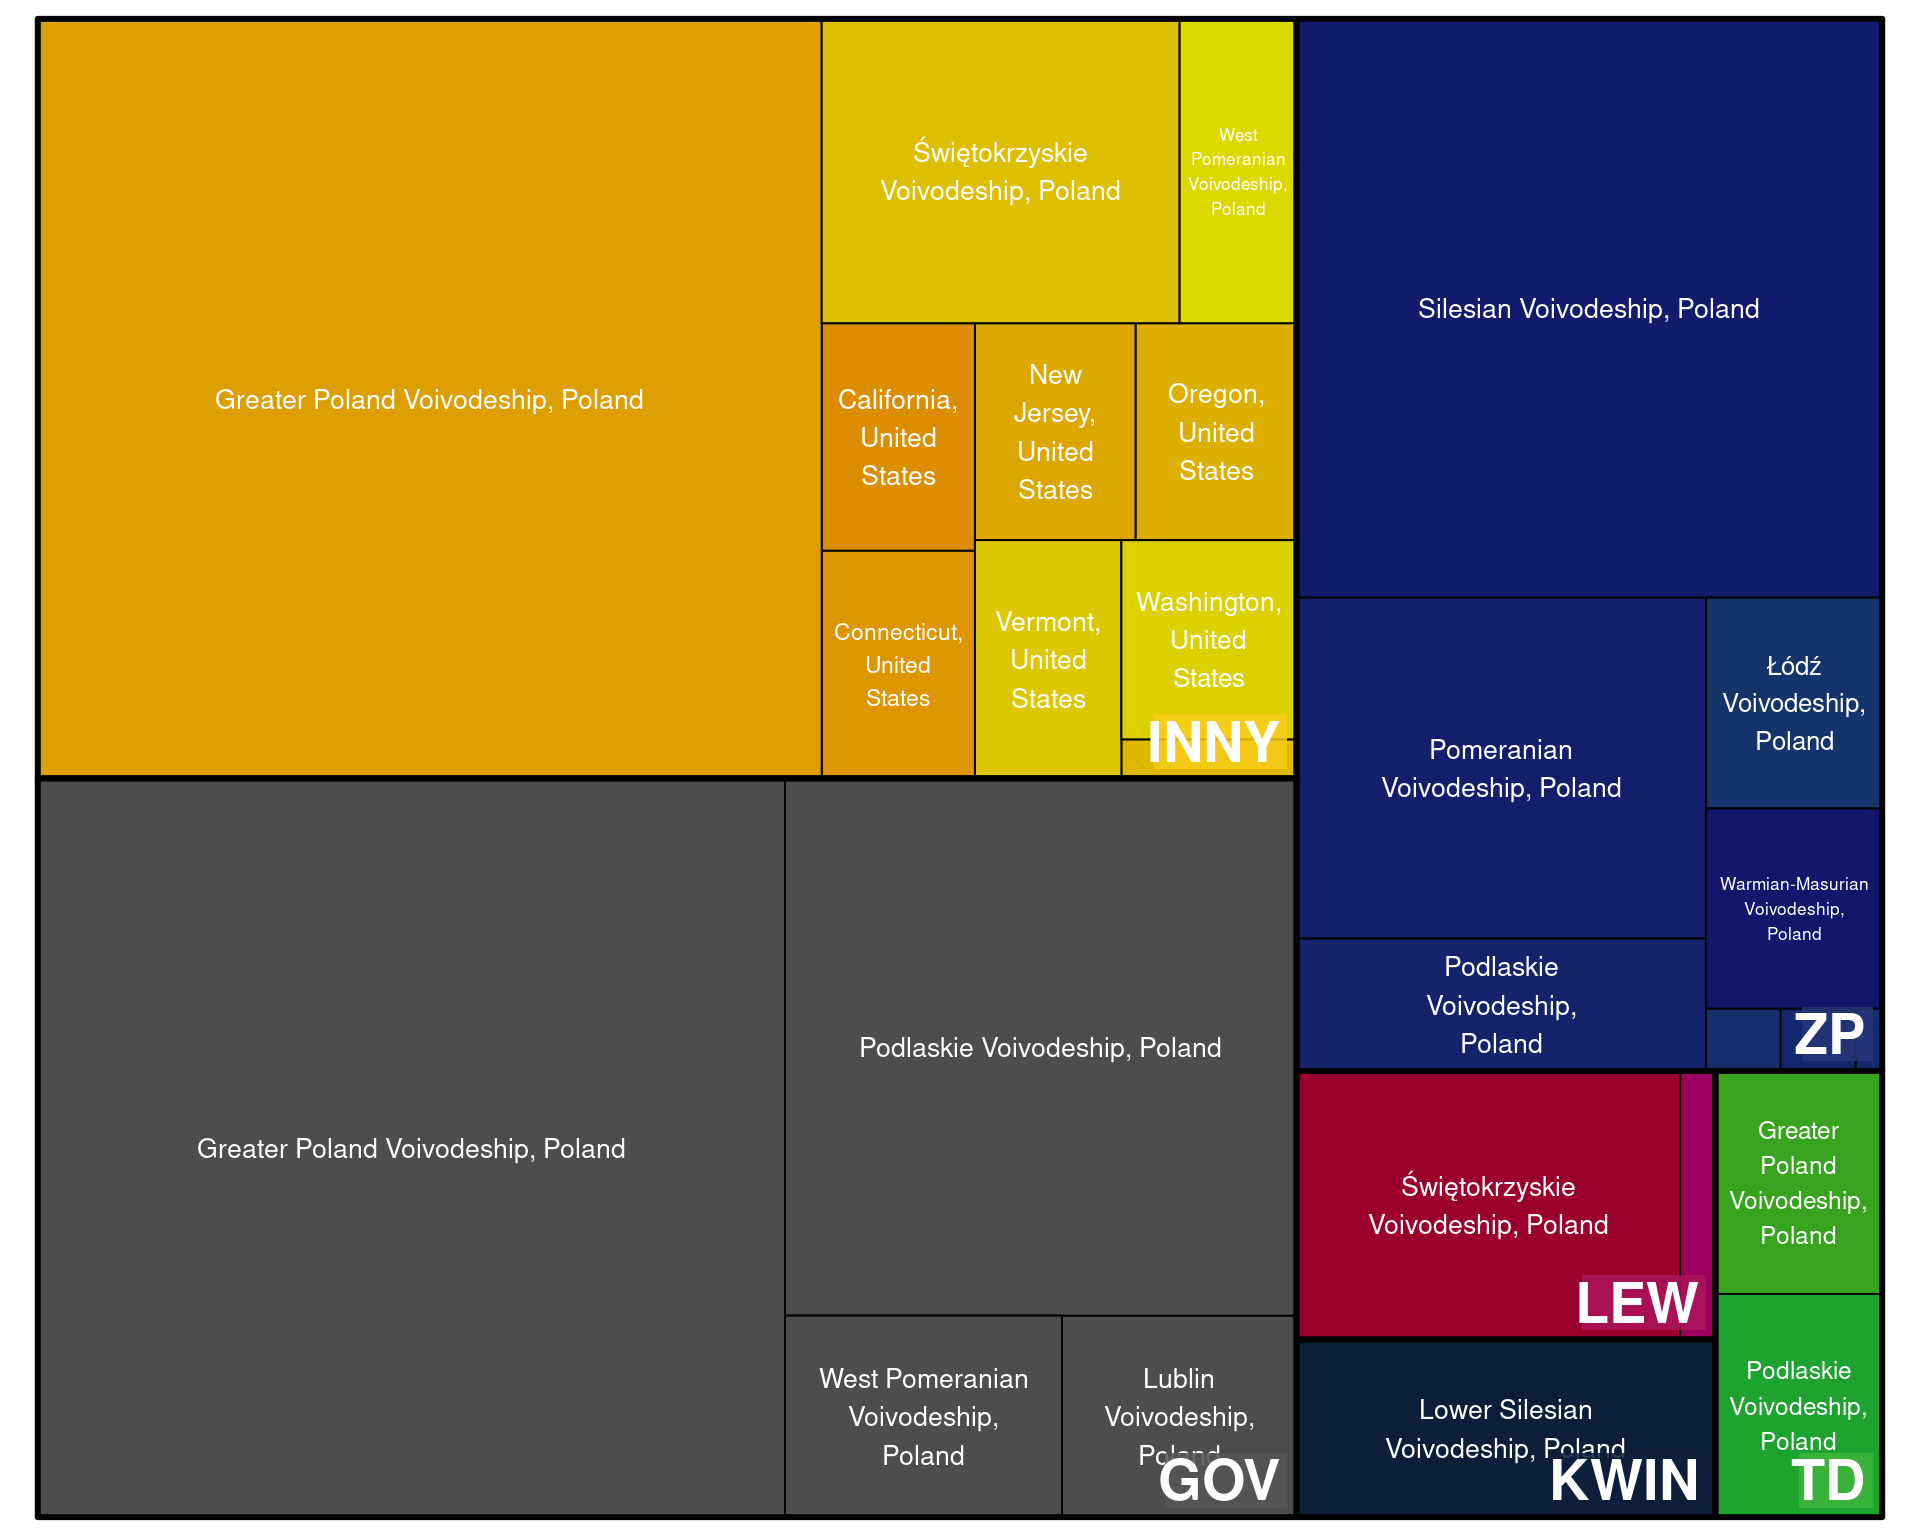 Greater Poland Voivodeship, Poland
Świętokrzyskie
Voivodeship, Poland
West
Pomeranian
Voivodeship,
Poland
California,
United
States
New
Jersey,
United
States
Oregon,
United
States
Connecticut,
United
States
Vermont,
United
States
Washington,
United
States
INNY
Greater Poland Voivodeship, Poland
Podlaskie Voivodeship, Poland
West Pomeranian
Voivodeship,
Poland
Lublin
Voivodeship,
Poland
GOV
Silesian Voivodeship, Poland
Pomeranian
Voivodeship, Poland
Łódź
Voivodeship,
Poland
Warmian-Masurian
Voivodeship,
Poland
Podlaskie
Voivodeship,
Poland
ZP
Świętokrzyskie
Voivodeship, Poland
LEW
Greater
Poland
Voivodeship,
Poland
Lower Silesian
Voivodeship, Poland
KWIN
Podlaskie
Voivodeship,
Poland
TD